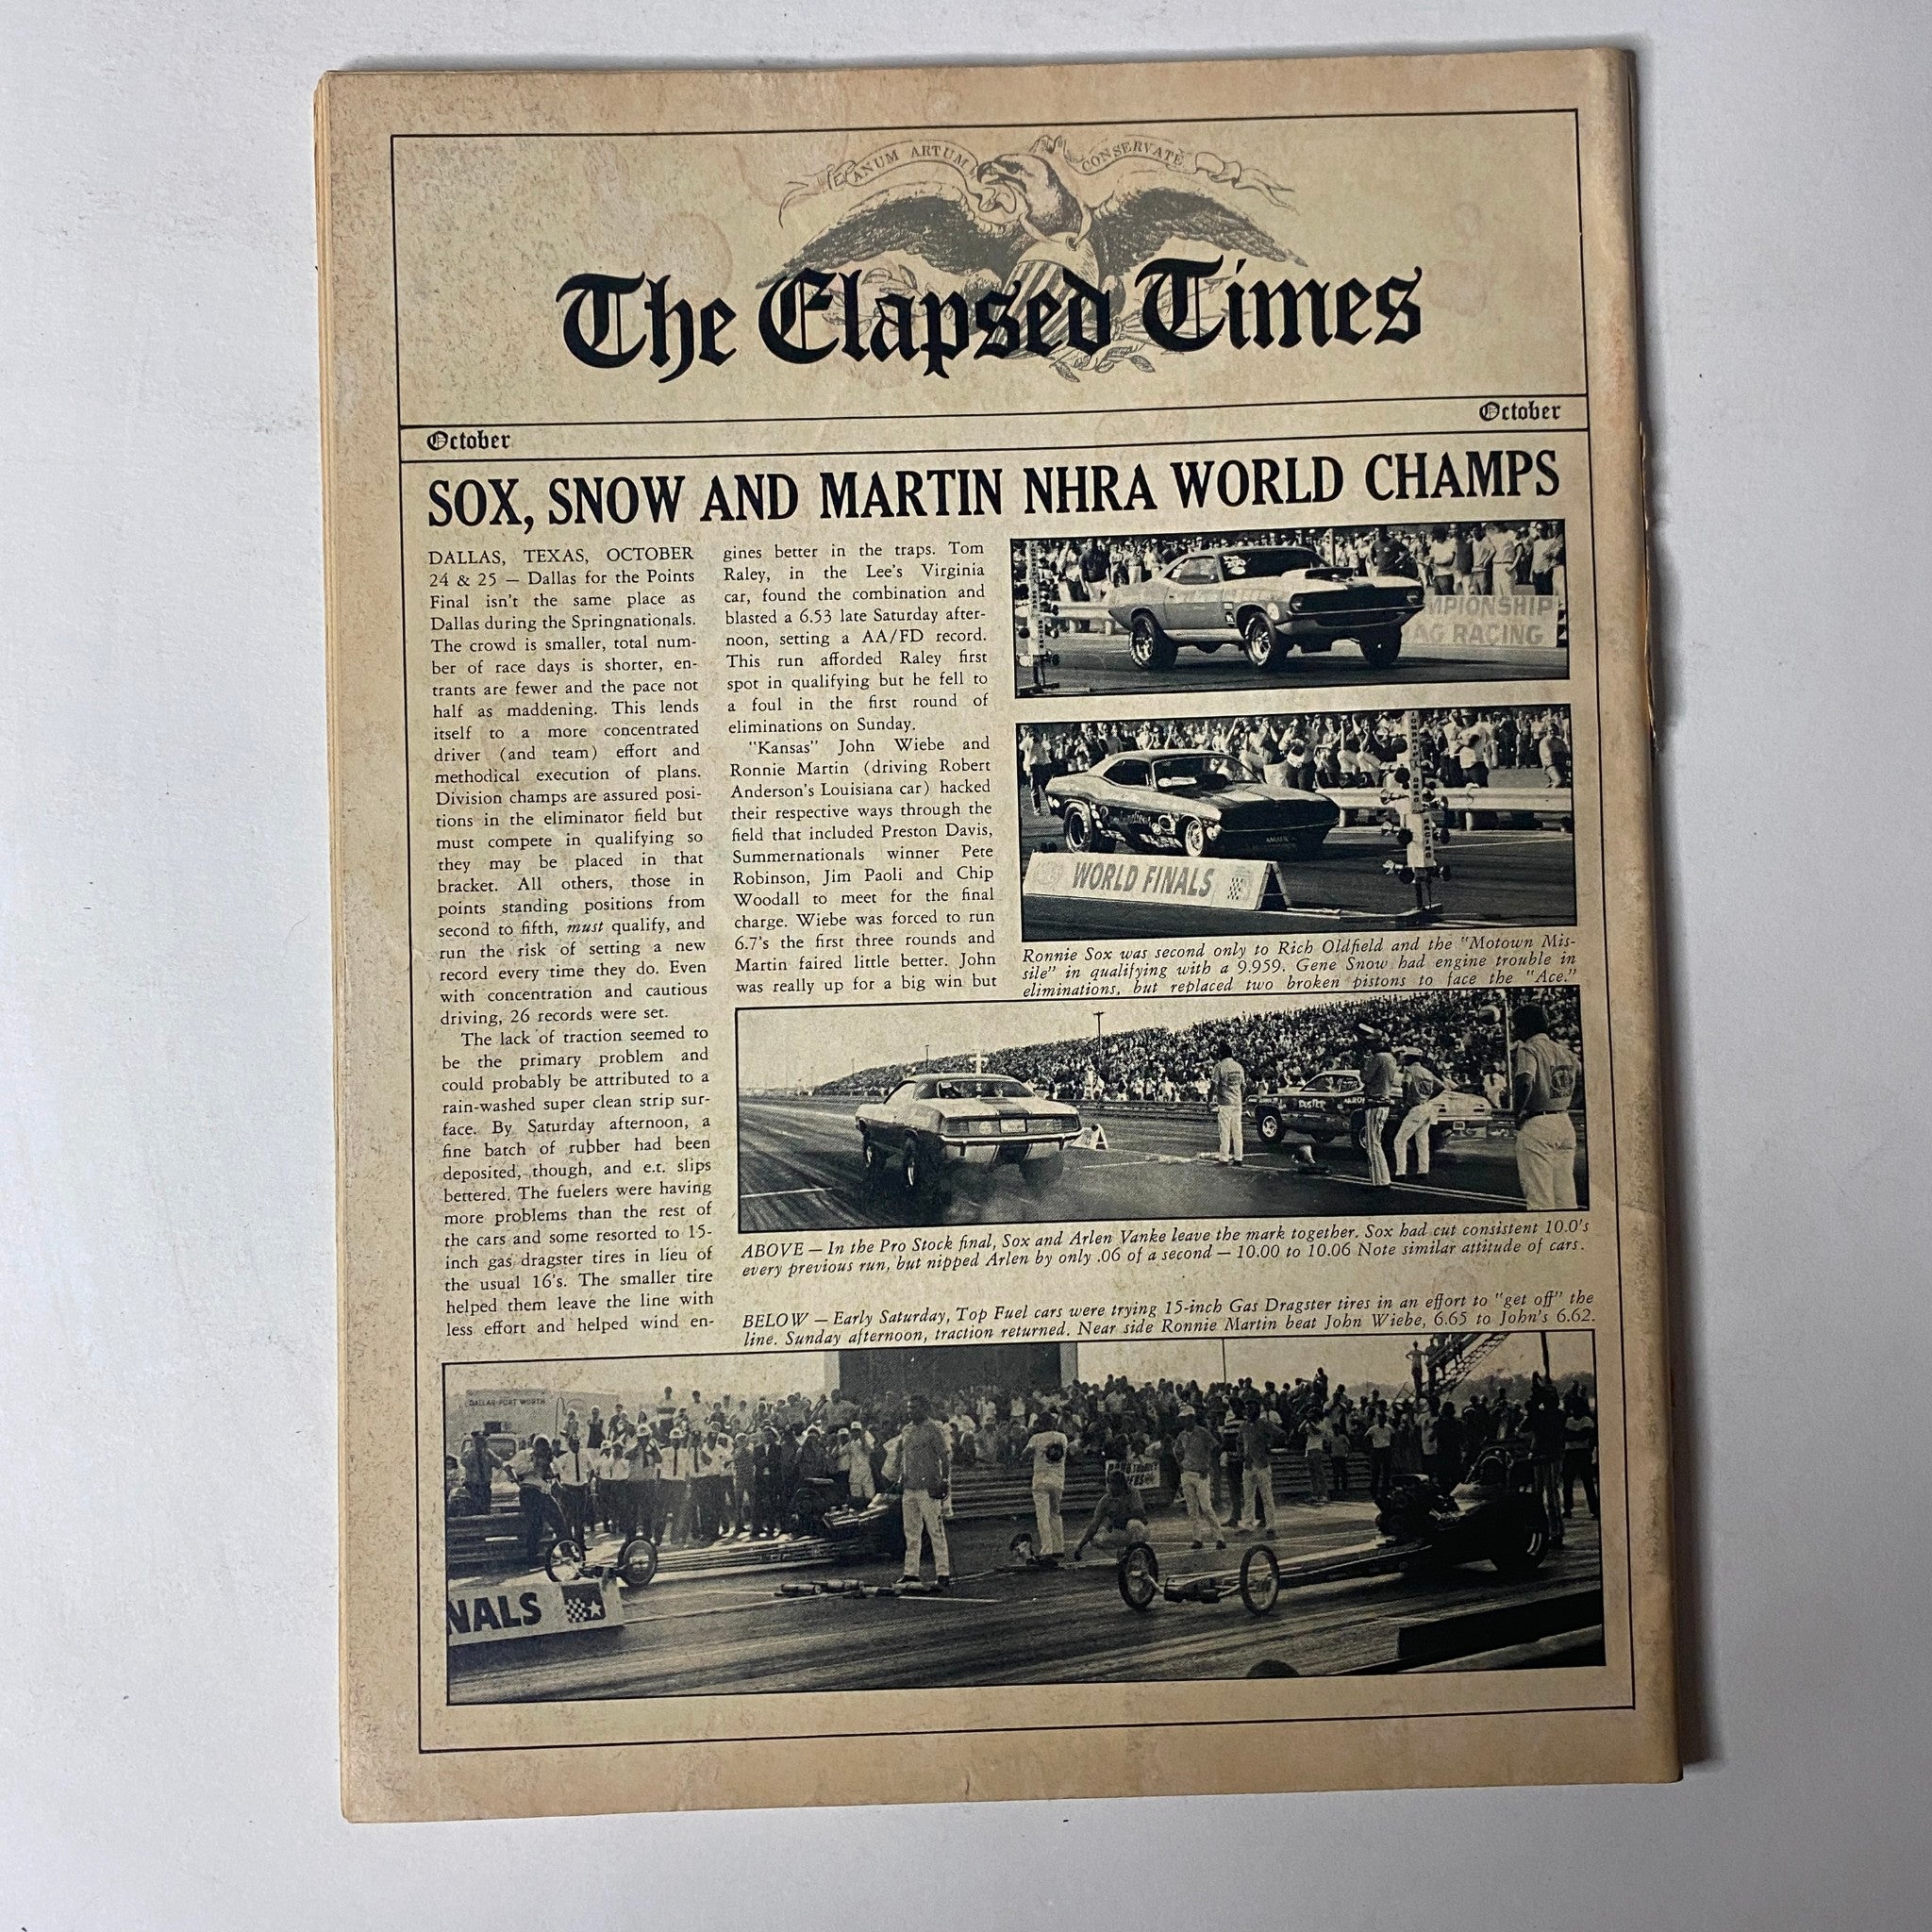 ANUM ARTUM CONSERVATE
The Elapsed Times
October
October
SOX, SNOW AND MARTIN NHRA WORLD CHAMPS
DALLAS, TEXAS, OCTOBER
24 & 25 — Dallas for the Points
Final isn't the same place as
Dallas during the Springnationals.
The crowd is smaller, total num-
ber of race days is shorter, en-
trants are fewer and the pace not
half as maddening. This lends
itself to a more concentrated
driver (and team) effort and
methodical execution of plans.
Division champs are assured posi-
tions in the eliminator field but
must compete in qualifying so
they may be placed in that
bracket. All others, those in
points standing positions from
second to fifth, must qualify, and
run the risk of setting a new
record every time they do. Even
with concentration and cautious
driving, 26 records were set.
The lack of traction seemed to
be the primary problem and
could probably be attributed to a
rain-washed super clean strip sur-
face. By Saturday afternoon, a
fine batch of rubber had been
deposited, though, and e.t. slips
bettered. The fuelers were having
more problems than the rest of
the cars and some resorted to 15-
inch gas dragster tires in lieu of
the usual 16's. The smaller tire
helped them leave the line with
less effort and helped wind en-
gines better in the traps. Tom
Raley, in the Lee's Virginia
car, found the combination and
blasted a 6.53 late Saturday after-
noon, setting a AA/FD record.
This run afforded Raley first
spot in qualifying but he fell to
a foul in the first round of
eliminations on Sunday.
"Kansas" John Wiebe and
Ronnie Martin (driving Robert
Anderson's Louisiana car) hacked
their respective ways through the
field that included Preston Davis,
Summernationals winner Pete
Robinson, Jim Paoli and Chip
Woodall to meet for the final
charge. Wiebe was forced to run
6.7's the first three rounds and
Martin faired little better. John
was really up for a big win but
MPIONSHIP
AG RACING
WORLD FINALS
Ronnie Sox was second only to Rich Oldfield and the "Motown Mis-
sile" in qualifying with a 9.959. Gene Snow had engine trouble in
eliminations, but replaced two broken pistons to face the "Ace."
DUSTER
ABOVE — In the Pro Stock final, Sox and Arlen Vanke leave the mark together. Sox had cut consistent 10.0's
every previous run, but nipped Arlen by only .06 of a second — 10.00 to 10.06 Note similar attitude of cars.
BELOW — Early Saturday, Top Fuel cars were trying 15-inch Gas Dragster tires in an effort to "get off" the
line. Sunday afternoon, traction returned. Near side Ronnie Martin beat John Wiebe, 6.65 to John's 6.62.
DALLAS-FORT WORTH
NALS